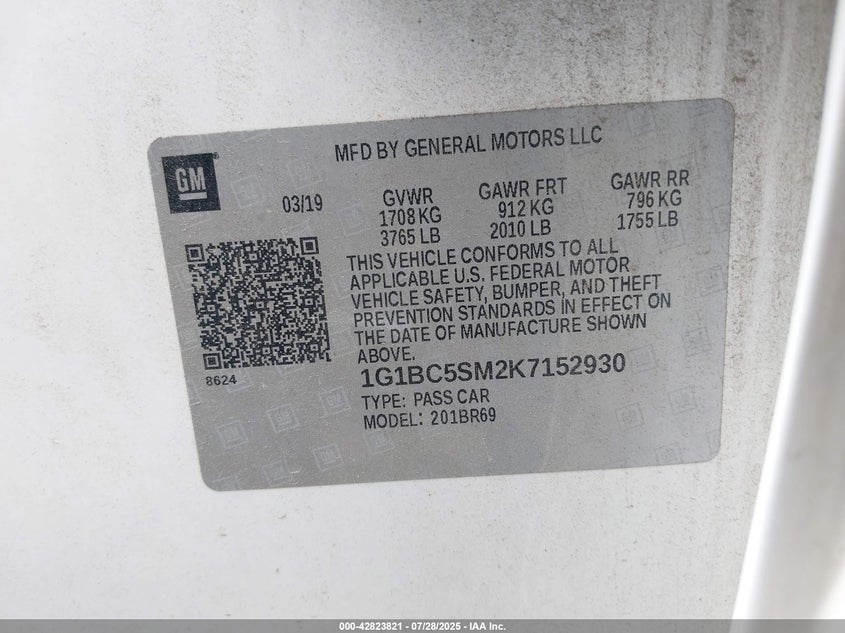 MFD BY GENERAL MOTORS LLC
GM
03/19
GVWR
1708 KG
3765 LB
GAWR FRT
912 KG
2010 LB
GAWR RR
796 KG
1755 LB
THIS VEHICLE CONFORMS TO ALL
APPLICABLE U.S. FEDERAL MOTOR
VEHICLE SAFETY, BUMPER, AND THEFT
PREVENTION STANDARDS IN EFFECT ON
THE DATE OF MANUFACTURE SHOWN
ABOVE.
8624
1G1BC5SM2K7152930
TYPE: PASS CAR
MODEL: 201BR69
000-42823821 / 07/28/2025 - IAA Inc.